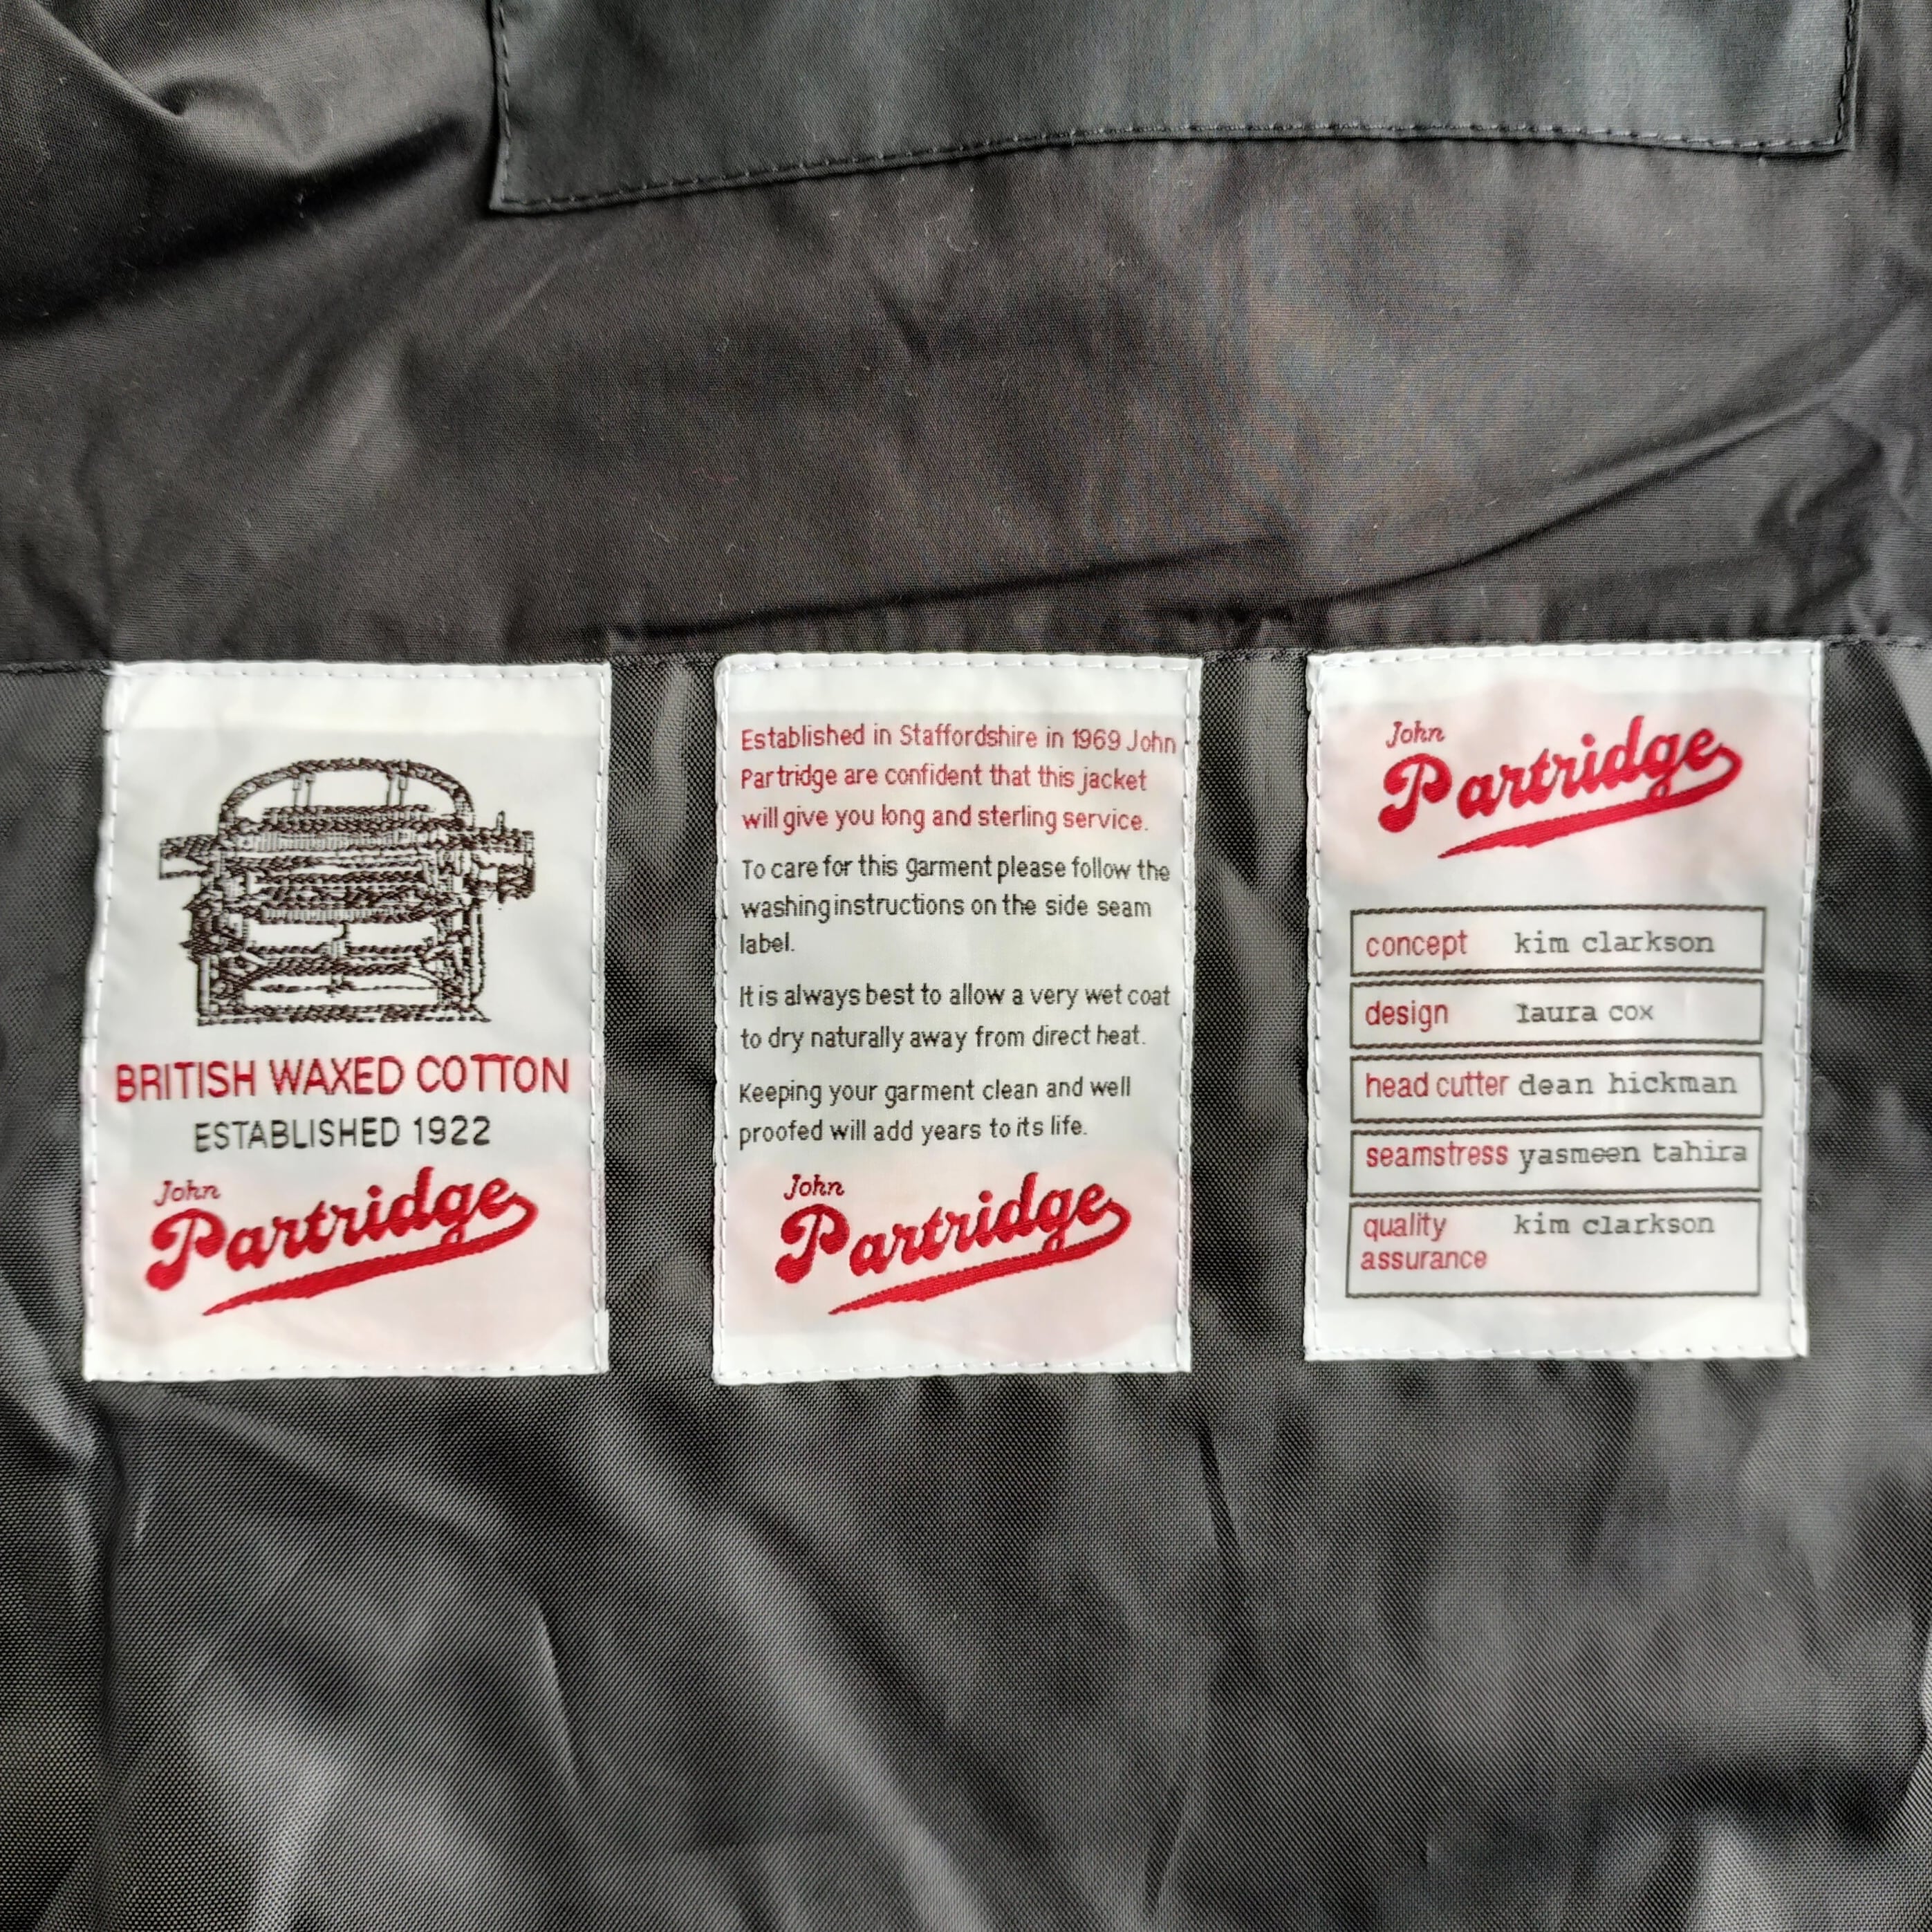 BRITISH WAXED COTTON
ESTABLISHED 1922
John
Partridge
Established in Staffordshire in 1969 John
Partridge are confident that this jacket
will give you long and sterling service.
To care for this garment please follow the
washing instructions on the side seam
label.
It is always best to allow a very wet coat
to dry naturally away from direct heat.
Keeping your garment clean and well
proofed will add years to its life.
John
Partridge
John
Partridge
concept kim clarkson
design laura cox
head cutter dean hickman
seamstress yasmeen tahira
quality kim clarkson
assurance